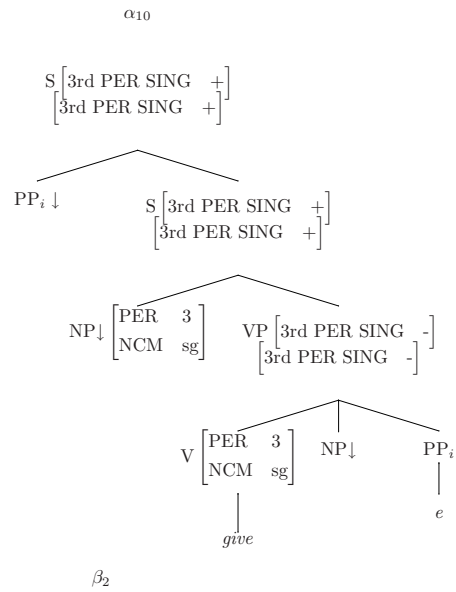 α10
S [3rd PER SING +]
[3rd PER SING +]
PPi ↓
S [3rd PER SING +]
[3rd PER SING +]
NP↓ [PER 3
NCM sg]
VP [3rd PER SING -]
[3rd PER SING -]
V [PER 3
NCM sg]
NP↓
PPi
e
give
β2